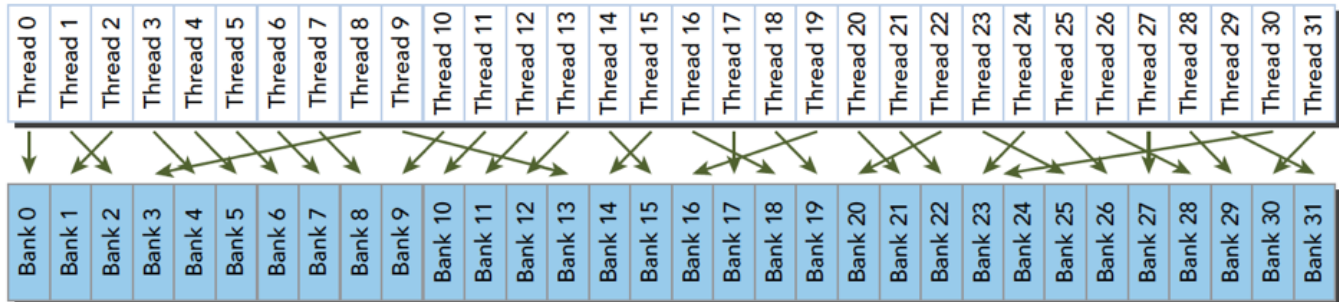 Thread 0 Thread 1 Thread 2 Thread 3 Thread 4 Thread 5 Thread 6 Thread 7 Thread 8 Thread 9 Thread 10 Thread 11 Thread 12 Thread 13 Thread 14 Thread 15 Thread 16 Thread 17 Thread 18 Thread 19 Thread 20 Thread 21 Thread 22 Thread 23 Thread 24 Thread 25 Thread 26 Thread 27 Thread 28 Thread 29 Thread 30 Thread 31
Bank 0 Bank 1 Bank 2 Bank 3 Bank 4 Bank 5 Bank 6 Bank 7 Bank 8 Bank 9 Bank 10 Bank 11 Bank 12 Bank 13 Bank 14 Bank 15 Bank 16 Bank 17 Bank 18 Bank 19 Bank 20 Bank 21 Bank 22 Bank 23 Bank 24 Bank 25 Bank 26 Bank 27 Bank 28 Bank 29 Bank 30 Bank 31